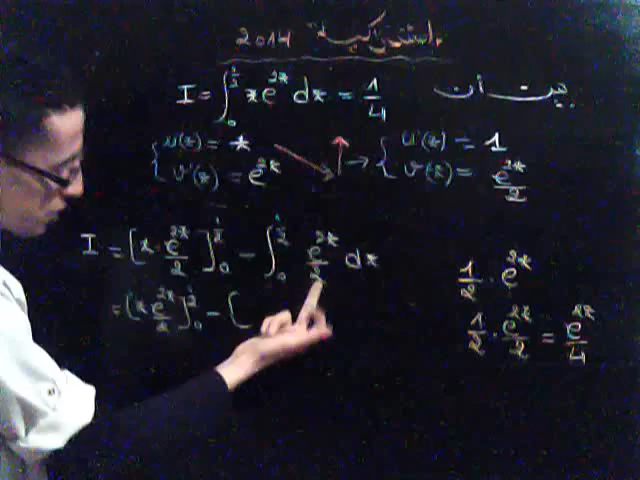 2014
I = ∫₀^{1/2} x e^{2x} dx = 1/4 بين أن
{ u(x) = x → { u'(x) = 1
{ v'(x) = e^{2x} v(x) = e^{2x}/2
I = [x · e^{2x}/2]₀^{1/2} − ∫₀^{1/2} e^{2x}/2 dx
= [x e^{2x}/2]₀^{1/2} − [
1/2 · e^{2x}
1/2 · e^{2x}/2 = e^{2x}/4